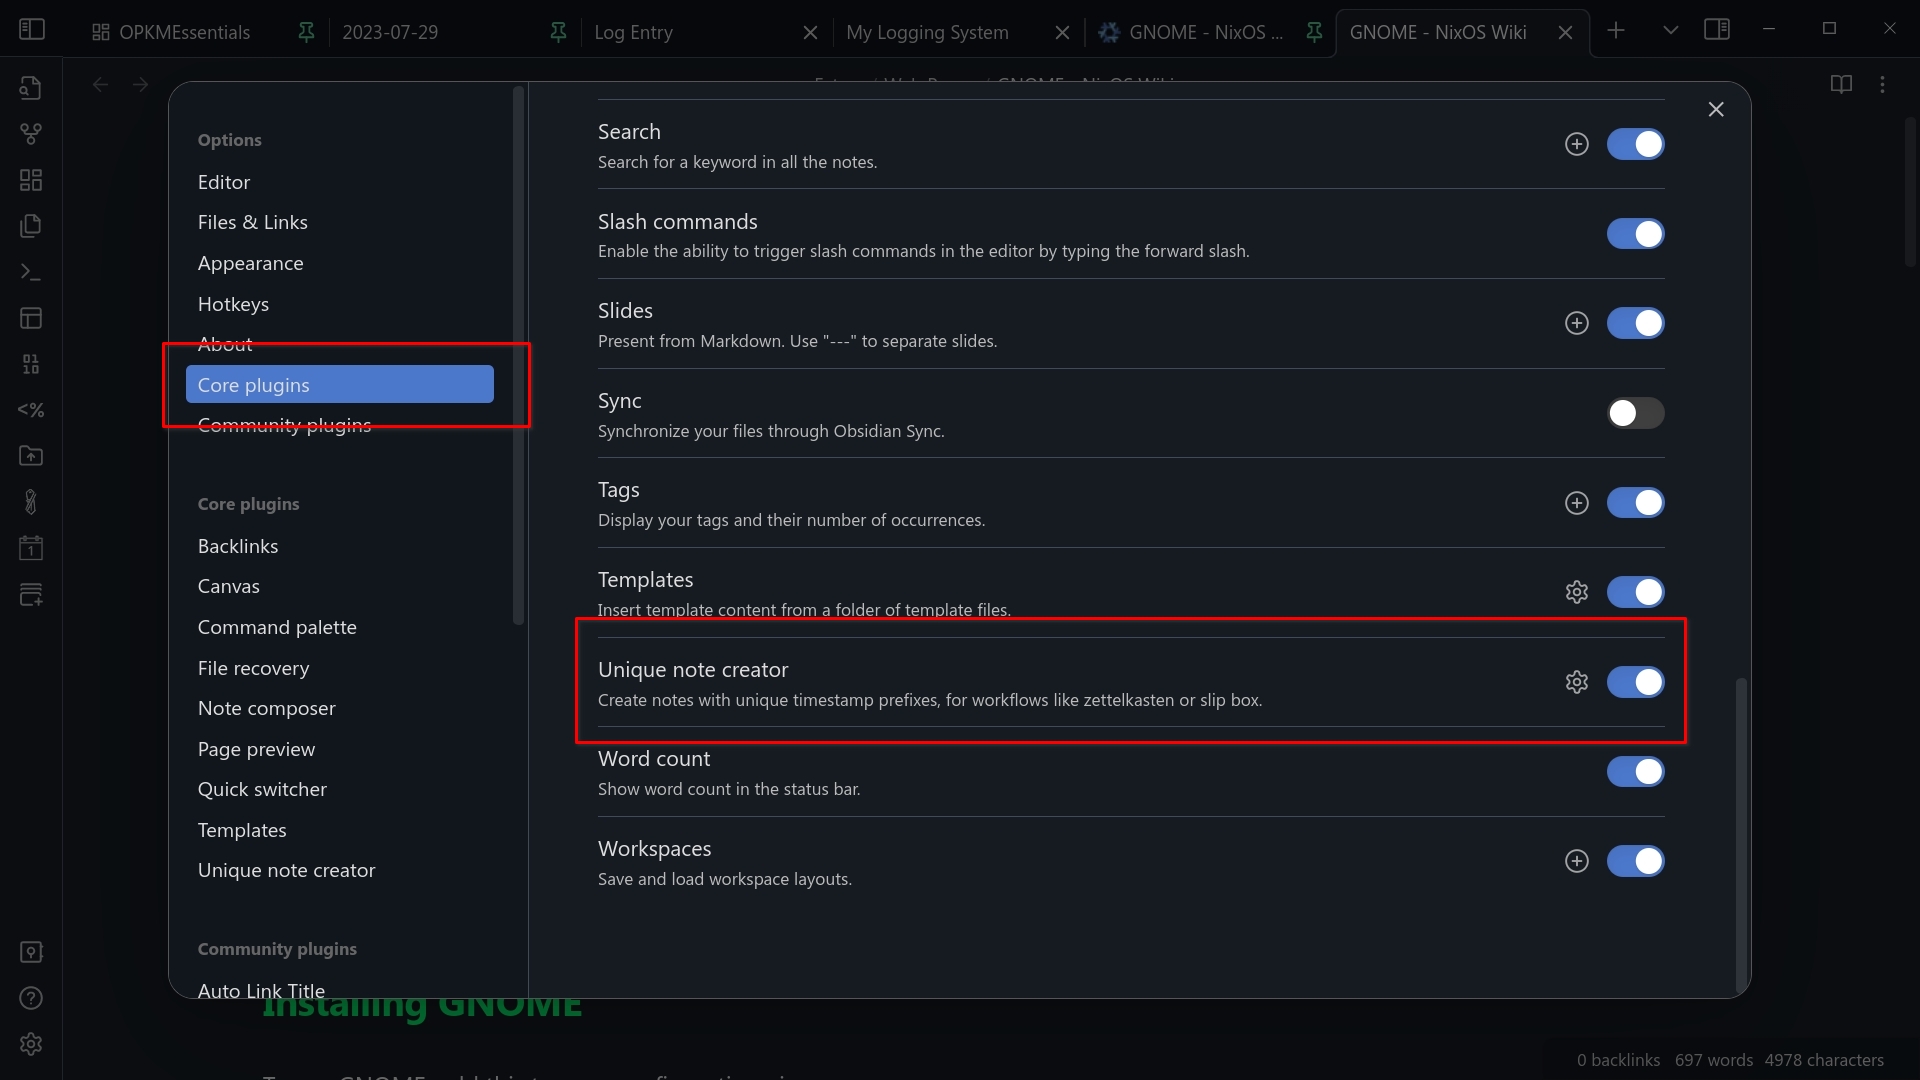 OPKMEssentials
2023-07-29
Log Entry
My Logging System
GNOME - NixOS ...
GNOME - NixOS Wiki
GNOME - NixOS Wiki
Options
Editor
Files & Links
Appearance
Hotkeys
About
Core plugins
Community plugins
Core plugins
Backlinks
Canvas
Command palette
File recovery
Note composer
Page preview
Quick switcher
Templates
Unique note creator
Community plugins
Auto Link Title
Search
Search for a keyword in all the notes.
Slash commands
Enable the ability to trigger slash commands in the editor by typing the forward slash.
Slides
Present from Markdown. Use "---" to separate slides.
Sync
Synchronize your files through Obsidian Sync.
Tags
Display your tags and their number of occurrences.
Templates
Insert template content from a folder of template files.
Unique note creator
Create notes with unique timestamp prefixes, for workflows like zettelkasten or slip box.
Word count
Show word count in the status bar.
Workspaces
Save and load workspace layouts.
Installing GNOME
0 backlinks 697 words 4978 characters